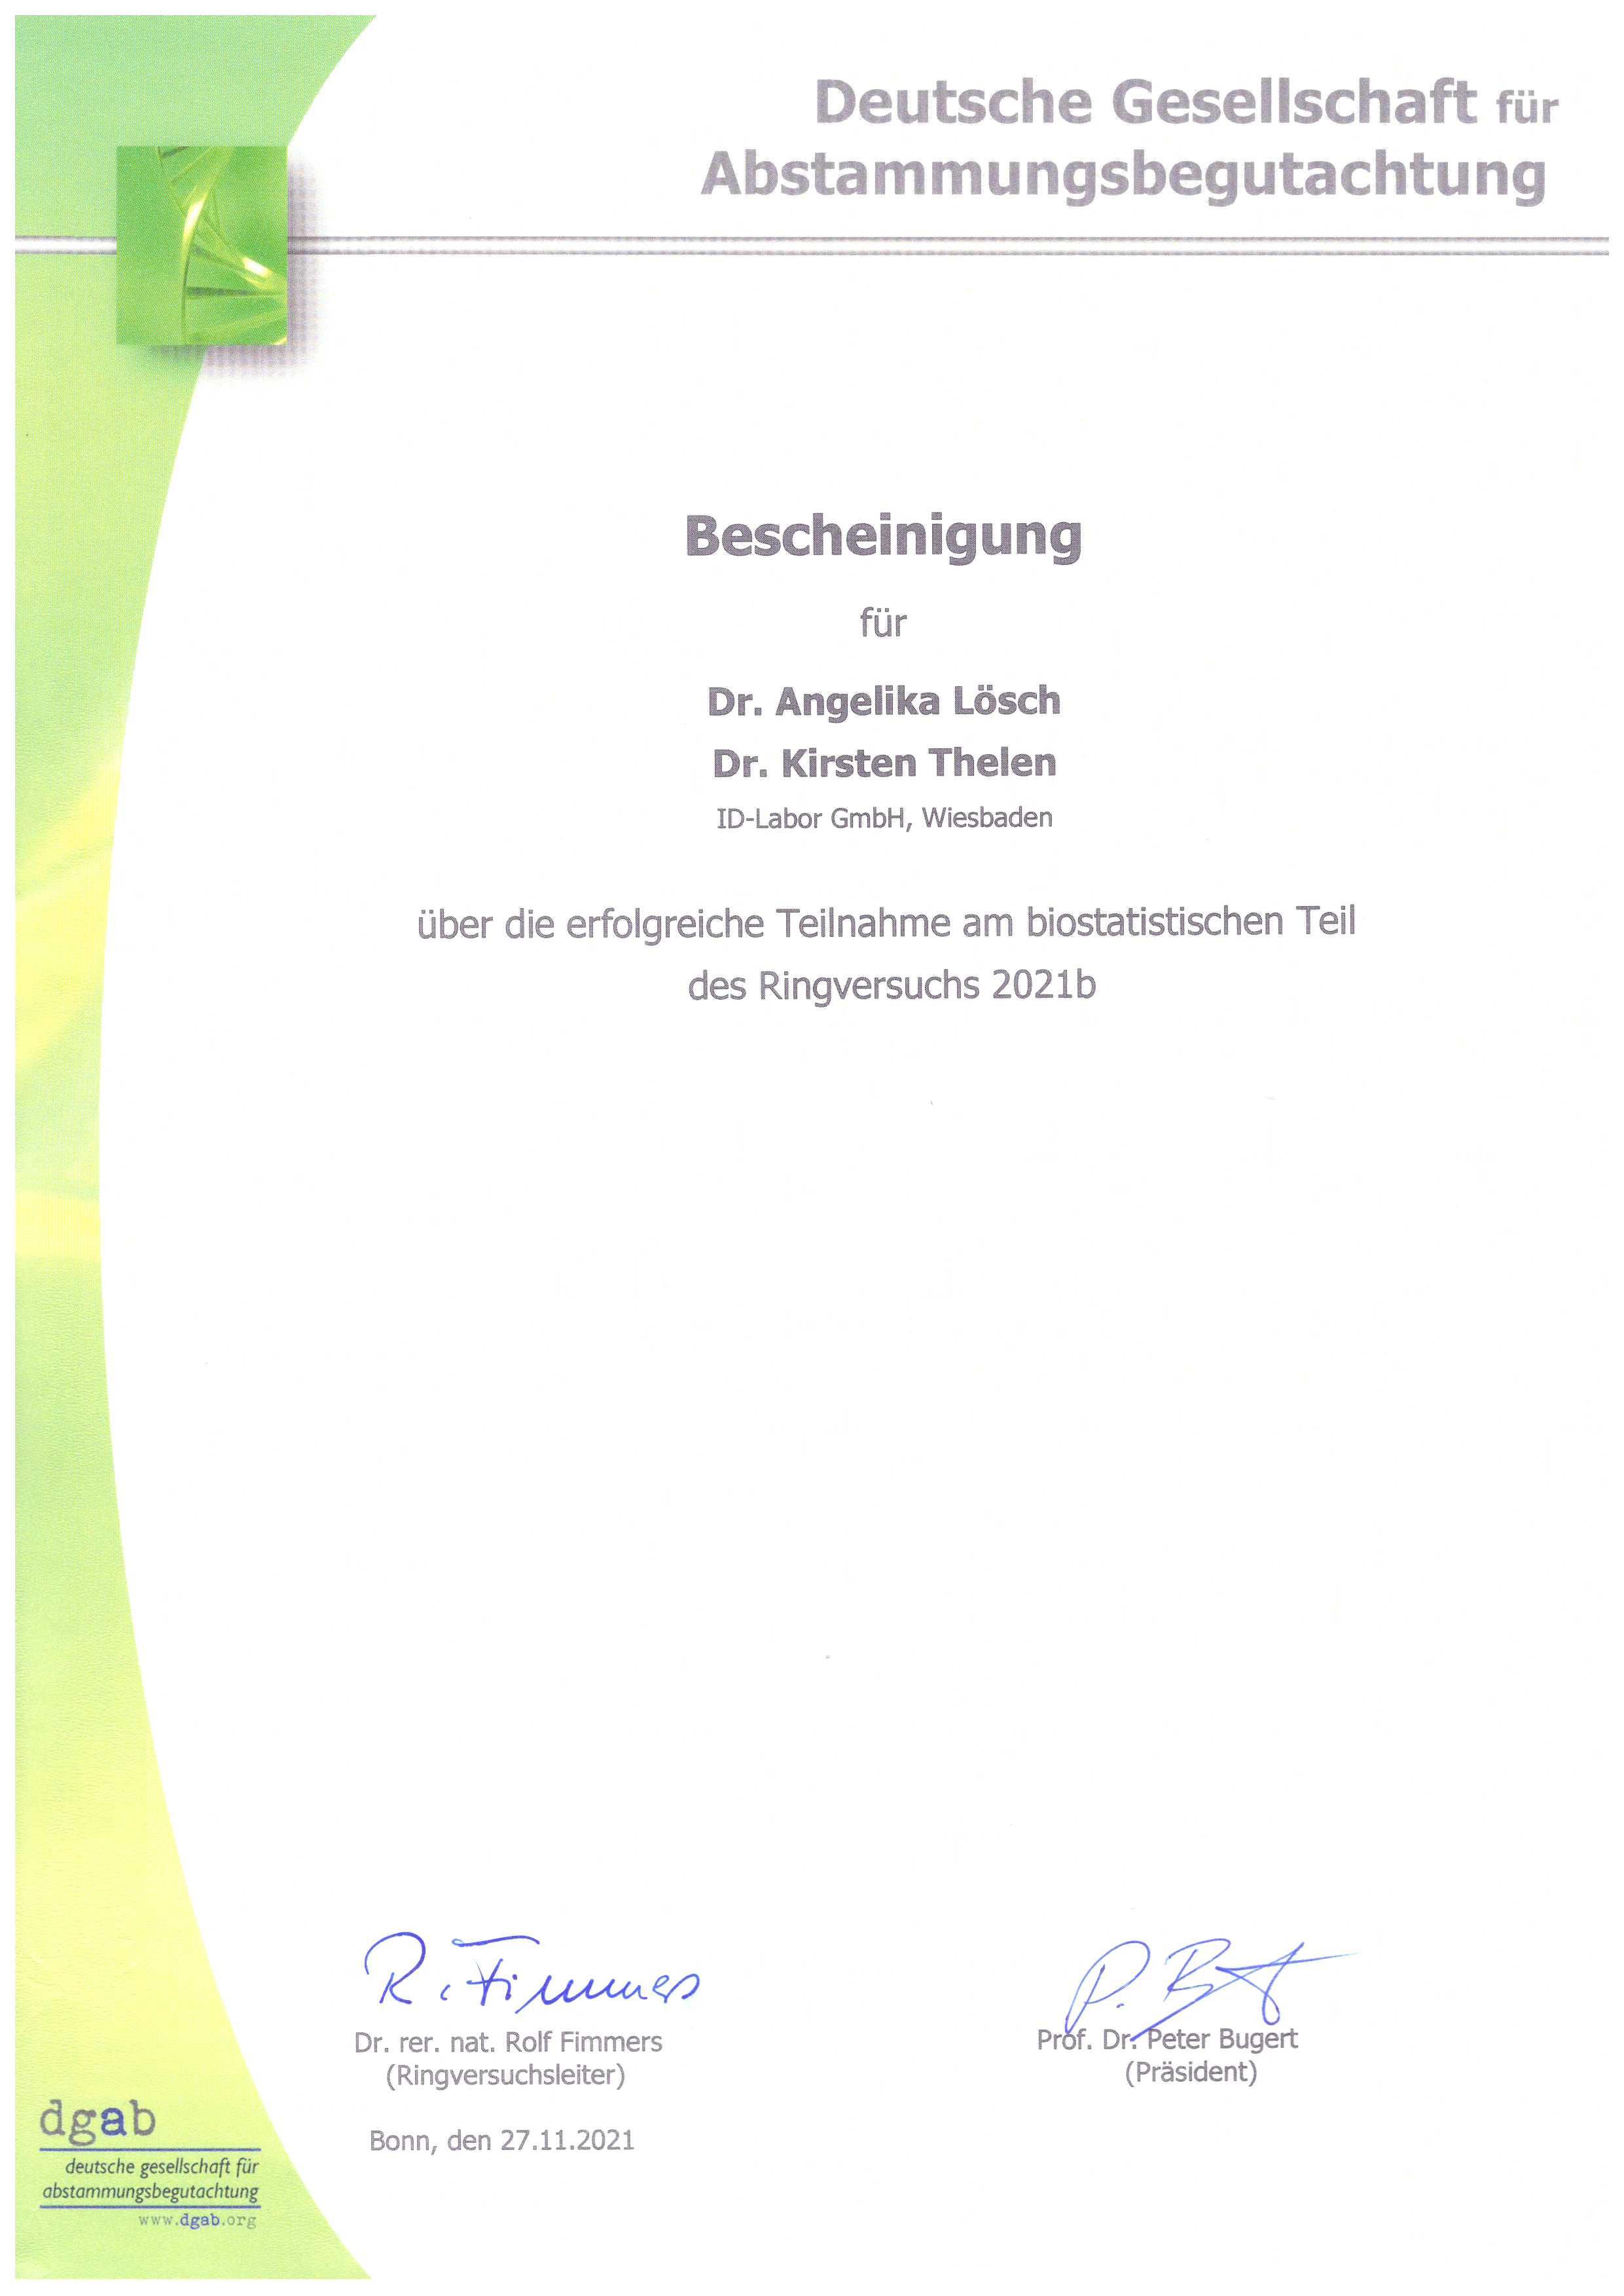 Deutsche Gesellschaft für
Abstammungsbegutachtung
Bescheinigung
für
Dr. Angelika Lösch
Dr. Kirsten Thelen
ID-Labor GmbH, Wiesbaden
über die erfolgreiche Teilnahme am biostatistischen Teil
des Ringversuchs 2021b
R. Fimmers
P. Bugert
Dr. rer. nat. Rolf Fimmers
(Ringversuchsleiter)
Prof. Dr. Peter Bugert
(Präsident)
Bonn, den 27.11.2021
dgab
deutsche gesellschaft für
abstammungsbegutachtung
www.dgab.org